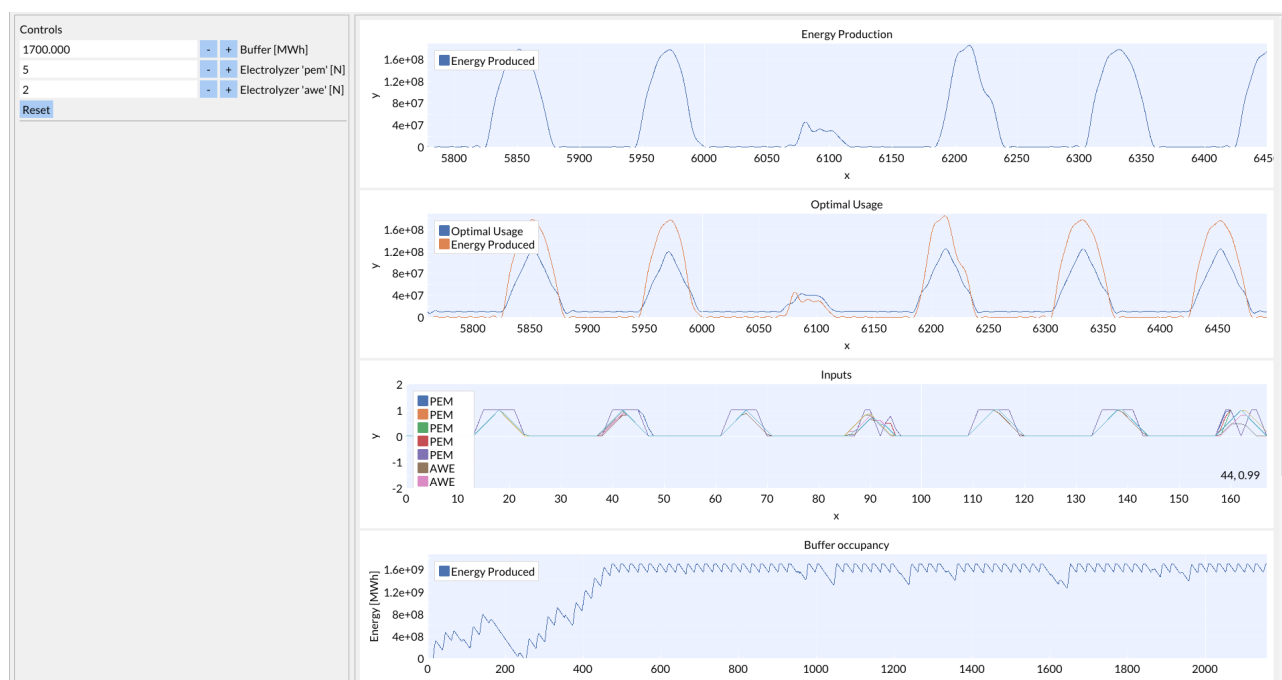 Controls
1700.000 - + Buffer [MWh]
5 - + Electrolyzer 'pem' [N]
2 - + Electrolyzer 'awe' [N]
Reset
Energy Production
Energy Produced
1.6e+08
1.2e+08
8e+07
4e+07
0
y
5800 5850 5900 5950 6000 6050 6100 6150 6200 6250 6300 6350 6400 645
x
Optimal Usage
Optimal Usage
Energy Produced
1.6e+08
1.2e+08
8e+07
4e+07
0
y
5800 5850 5900 5950 6000 6050 6100 6150 6200 6250 6300 6350 6400 6450
x
Inputs
PEM
PEM
PEM
PEM
PEM
AWE
AWE
2
1
0
-1
-2
y
44, 0.99
0 10 20 30 40 50 60 70 80 90 100 110 120 130 140 150 160
x
Buffer occupancy
Energy Produced
1.6e+09
1.2e+09
8e+08
4e+08
0
Energy [MWh]
0 200 400 600 800 1000 1200 1400 1600 1800 2000